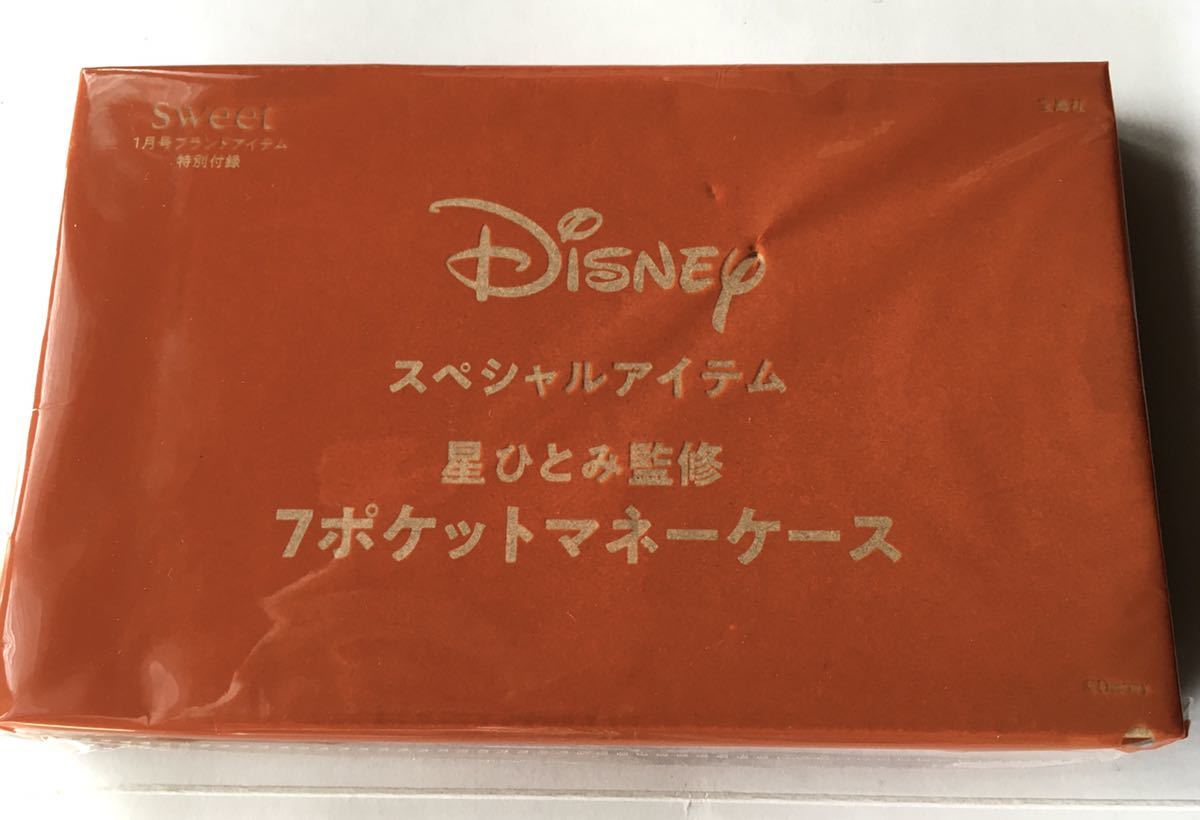 sweet
1月号ブランドアイテム
特別付録
宝島社
Disney
スペシャルアイテム
星ひとみ監修
7ポケットマネーケース
©Disney